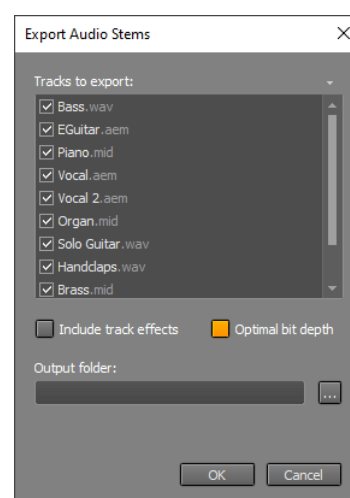 Export Audio Stems
Tracks to export:
Bass.wav
EGuitar.aem
Piano.mid
Vocal.aem
Vocal 2.aem
Organ.mid
Solo Guitar.wav
Handclaps.wav
Brass.mid
Include track effects Optimal bit depth
Output folder:
...
OK Cancel